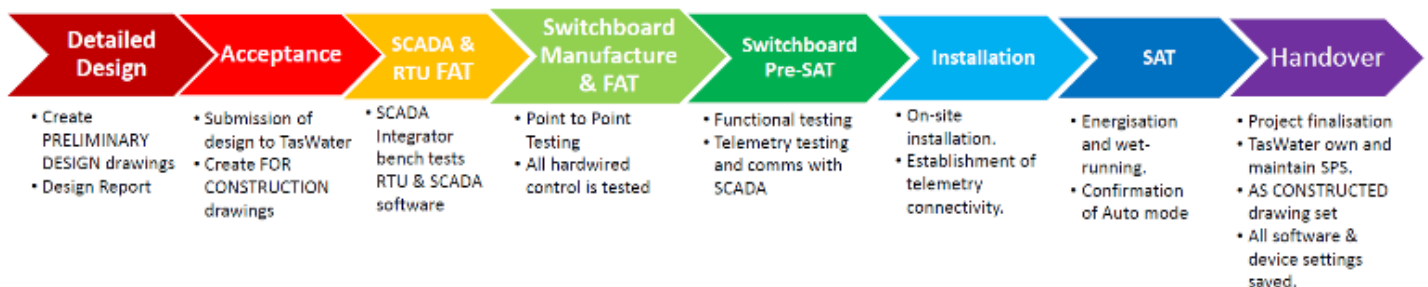 Detailed
Design
Acceptance
SCADA &
RTU FAT
Switchboard
Manufacture
& FAT
Switchboard
Pre-SAT
Installation
SAT
Handover
• Create
PRELIMINARY
DESIGN drawings
• Design Report
• Submission of
design to TasWater
• Create FOR
CONSTRUCTION
drawings
• SCADA
Integrator
bench tests
RTU & SCADA
software
• Point to Point
Testing
• All hardwired
control is tested
• Functional testing
• Telemetry testing
and comms with
SCADA
• On-site
installation.
• Establishment of
telemetry
connectivity.
• Energisation
and wet-
running.
• Confirmation
of Auto mode
• Project finalisation
• TasWater own and
maintain SPS.
• AS CONSTRUCTED
drawing set
• All software &
device settings
saved.